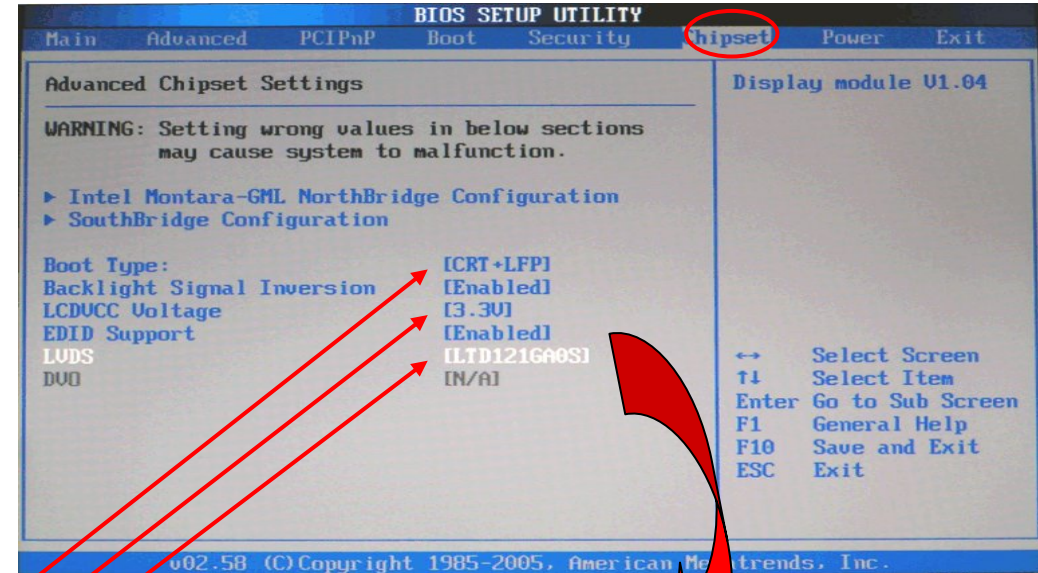 BIOS SETUP UTILITY
Main Advanced PCIPnP Boot Security Chipset Power Exit
Advanced Chipset Settings
WARNING: Setting wrong values in below sections
may cause system to malfunction.
▶ Intel Montara-GML NorthBridge Configuration
▶ SouthBridge Configuration
Boot Type: [CRT+LFP]
Backlight Signal Inversion [Enabled]
LCDVCC Voltage [3.3V]
EDID Support [Enabled]
LVDS [LTD121GA0S]
DVO [N/A]
Display module V1.04
↔ Select Screen
↑↓ Select Item
Enter Go to Sub Screen
F1 General Help
F10 Save and Exit
ESC Exit
v02.58 (C)Copyright 1985-2005, American Megatrends, Inc.